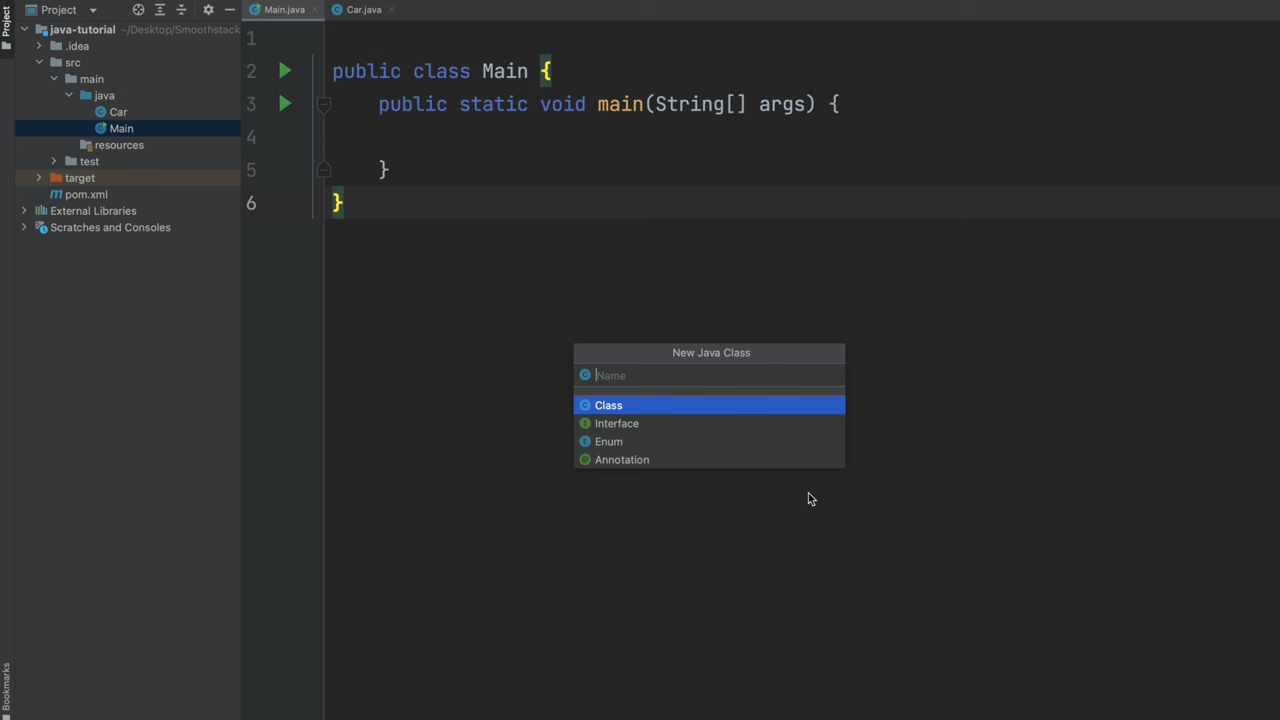 Project
Project
java-tutorial ~/Desktop/Smoothstack
.idea
src
main
java
Car
Main
resources
test
target
pom.xml
External Libraries
Scratches and Consoles
Bookmarks
Main.java
Car.java
1
2 public class Main {
3 public static void main(String[] args) {
4
5 }
6 }
New Java Class
Name
Class
Interface
Enum
Annotation